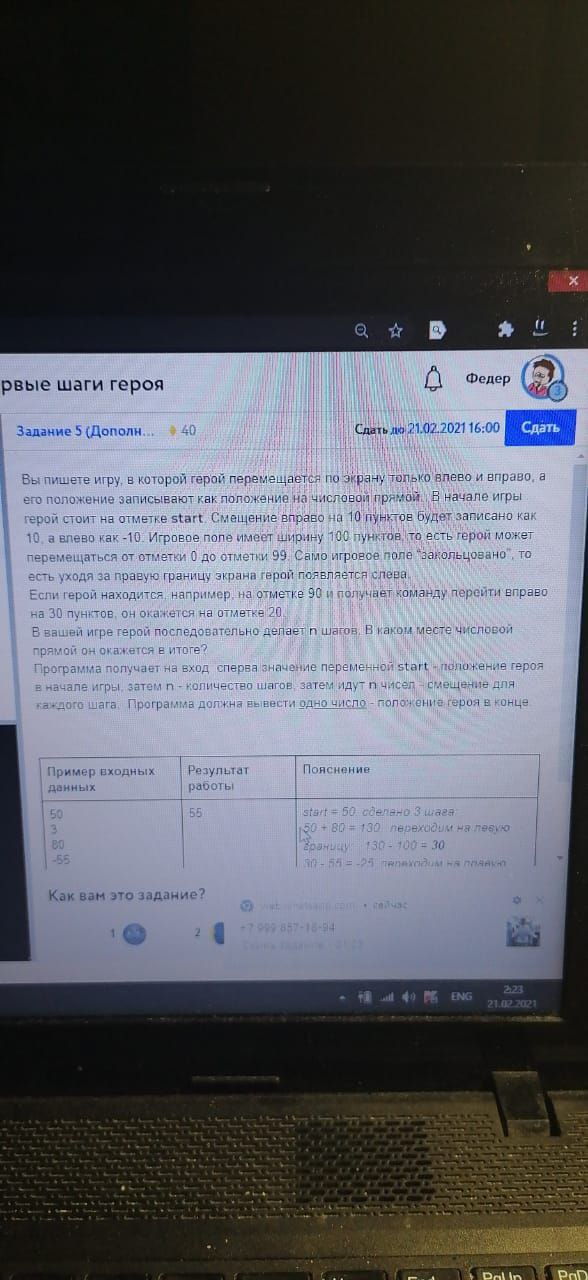 рвые шаги героя
Федер
3
Задание 5 (Дополн...
40
Сдать до 21.02.2021 16:00
Сдать
Вы пишете игру, в которой герой перемещается по экрану только влево и вправо, а
его положение записывают как положение на числовой прямой. В начале игры
герой стоит на отметке start. Смещение вправо на 10 пунктов будет записано как
10, а влево как -10. Игровое поле имеет ширину 100 пунктов, то есть герой может
перемещаться от отметки 0 до отметки 99. Само игровое поле "закольцовано", то
есть уходя за правую границу экрана герой появляется слева.
Если герой находится, например, на отметке 90 и получает команду перейти вправо
на 30 пунктов, он окажется на отметке 20.
В вашей игре герой последовательно делает n шагов. В каком месте числовой
прямой он окажется в итоге?
Программа получает на вход сперва значение переменной start - положение героя
в начале игры, затем n - количество шагов, затем идут n чисел - смещение для
каждого шага. Программа должна вывести одно число - положение героя в конце.
Пример входных данных
Результат работы
Пояснение
50
3
80
-55
55
start = 50, сделано 3 шага:
50 + 80 = 130, переходим на левую
границу: 130 - 100 = 30
30 - 55 = -25, переходим на правую
Как вам это задание?
1
2
сейчас
+7 999 857-16-94
ENG
2:23
21.02.2021
PgUp
PgD